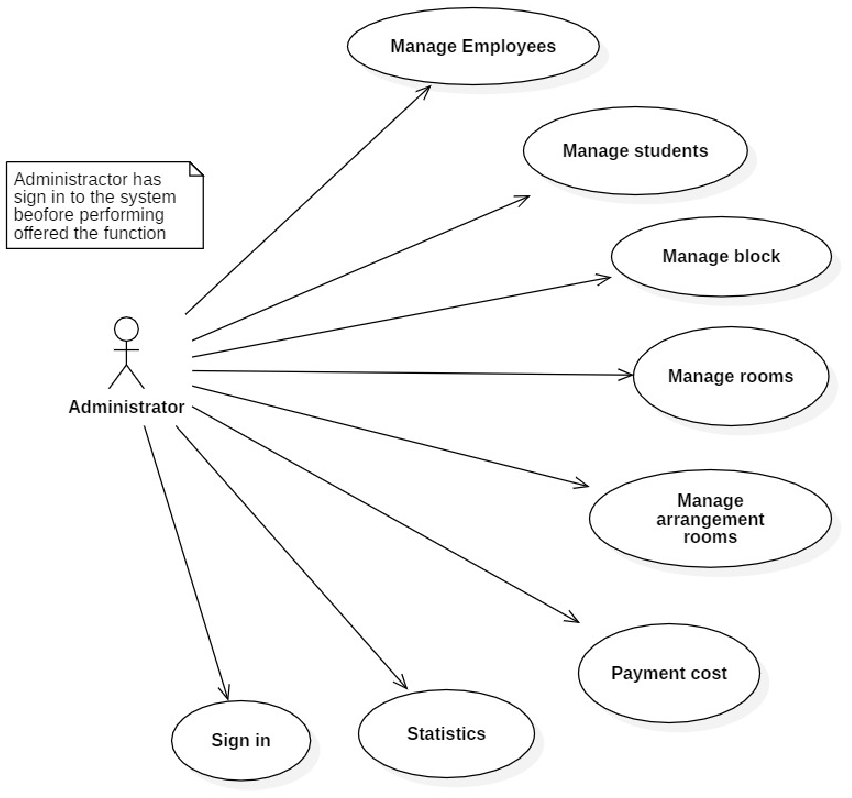 Manage Employees
Manage students
Administractor has
sign in to the system
beofore performing
offered the function
Manage block
Manage rooms
Administrator
Manage
arrangement
rooms
Payment cost
Statistics
Sign in